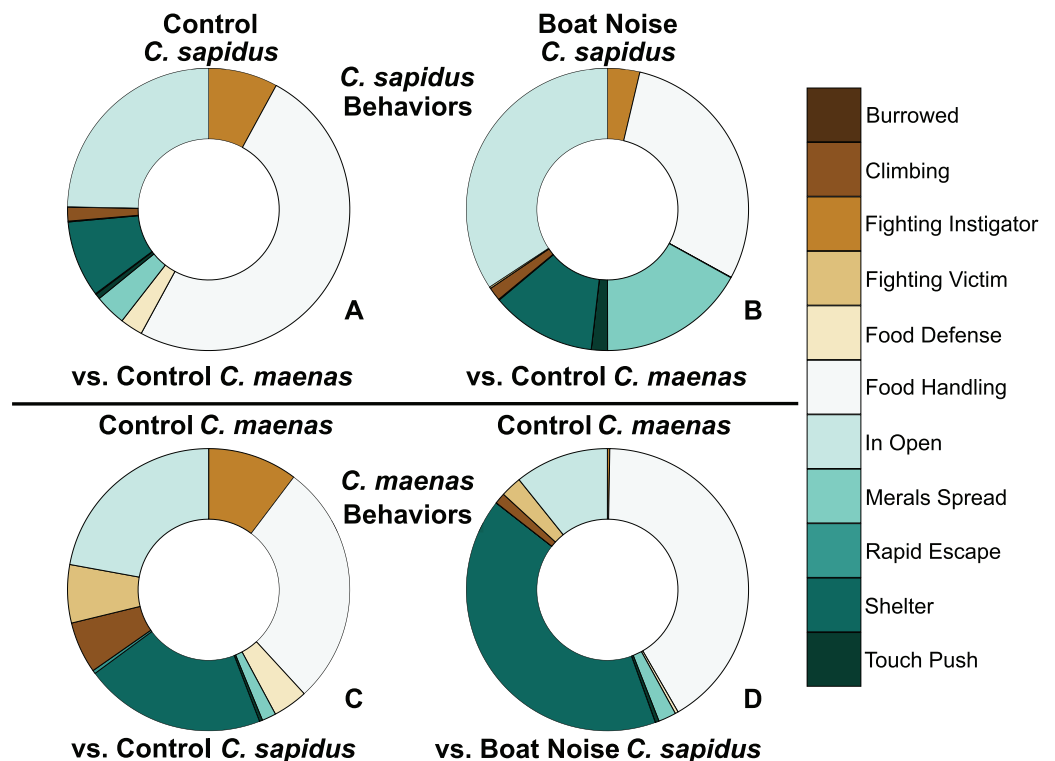 Control
C. sapidus
Boat Noise
C. sapidus
C. sapidus
Behaviors
A
B
vs. Control C. maenas
vs. Control C. maenas
Control C. maenas
Control C. maenas
C. maenas
Behaviors
C
D
vs. Control C. sapidus
vs. Boat Noise C. sapidus
Burrowed
Climbing
Fighting Instigator
Fighting Victim
Food Defense
Food Handling
In Open
Merals Spread
Rapid Escape
Shelter
Touch Push